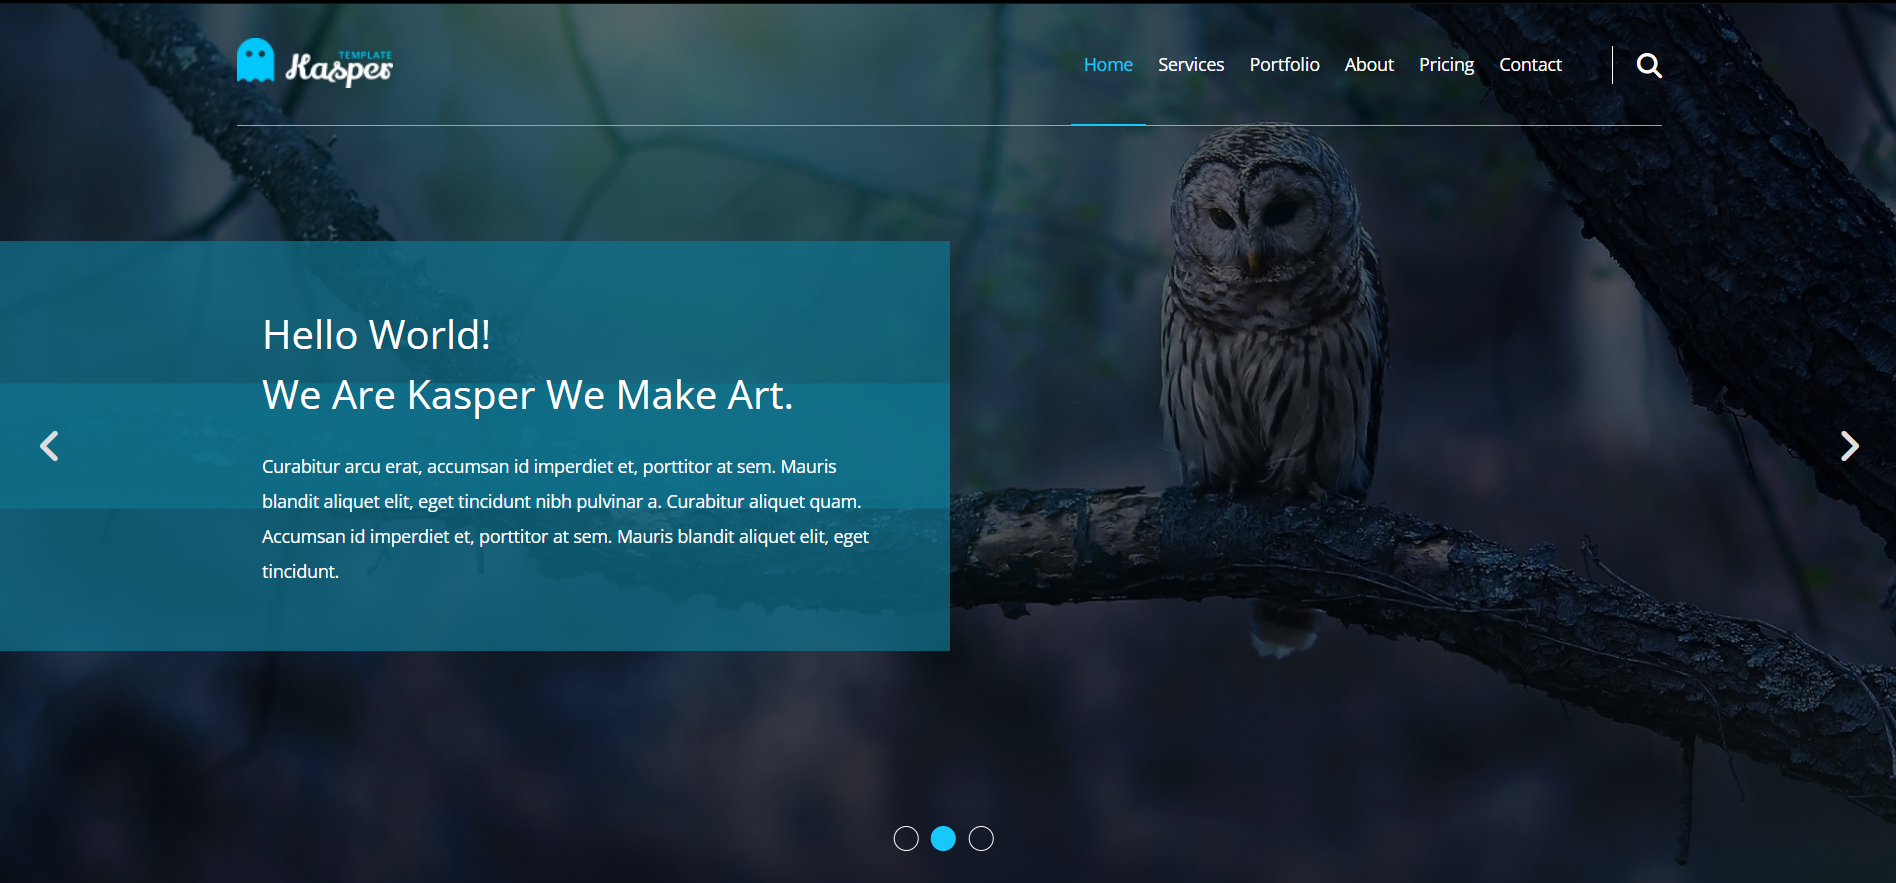 TEMPLATE
Kasper
Home Services Portfolio About Pricing Contact
Hello World!
We Are Kasper We Make Art.
Curabitur arcu erat, accumsan id imperdiet et, porttitor at sem. Mauris
blandit aliquet elit, eget tincidunt nibh pulvinar a. Curabitur aliquet quam.
Accumsan id imperdiet et, porttitor at sem. Mauris blandit aliquet elit, eget
tincidunt.